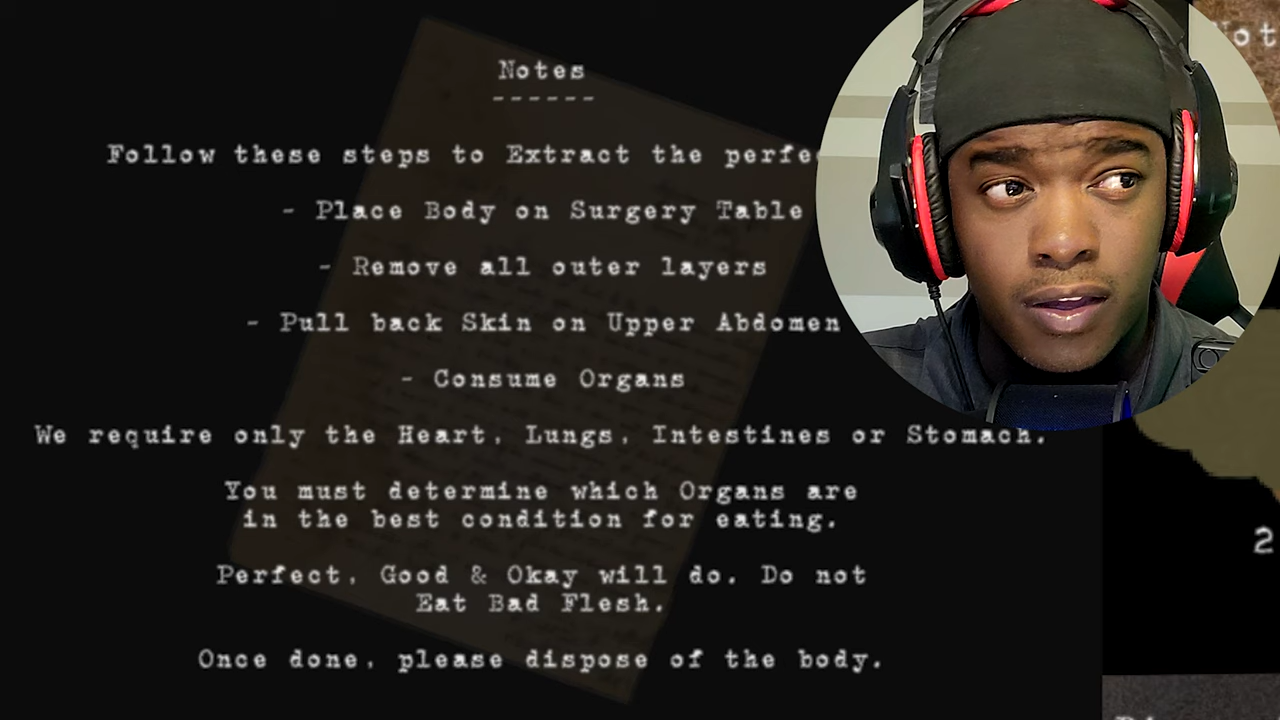 Notes
------
Follow these steps to Extract the
- Place Body on Surgery Table
- Remove all outer layers
- Pull back Skin on Upper Abdomen
- Consume Organs
We require only the Heart, Lungs, Intestines or Stomach.
You must determine which Organs are
in the best condition for eating.
Perfect, Good & Okay will do. Do not
Eat Bad Flesh.
Once done, please dispose of the body.
2